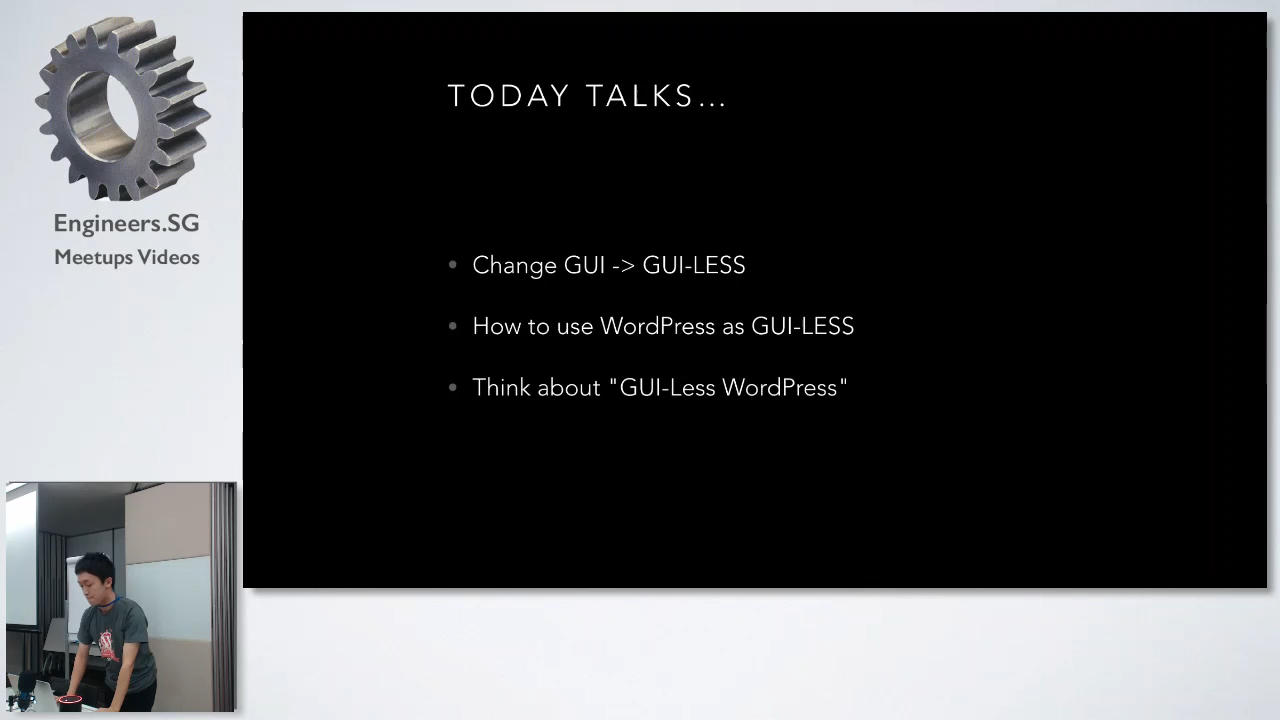 Engineers.SG
Meetups Videos
TODAY TALKS...
Change GUI -> GUI-LESS
How to use WordPress as GUI-LESS
Think about "GUI-Less WordPress"